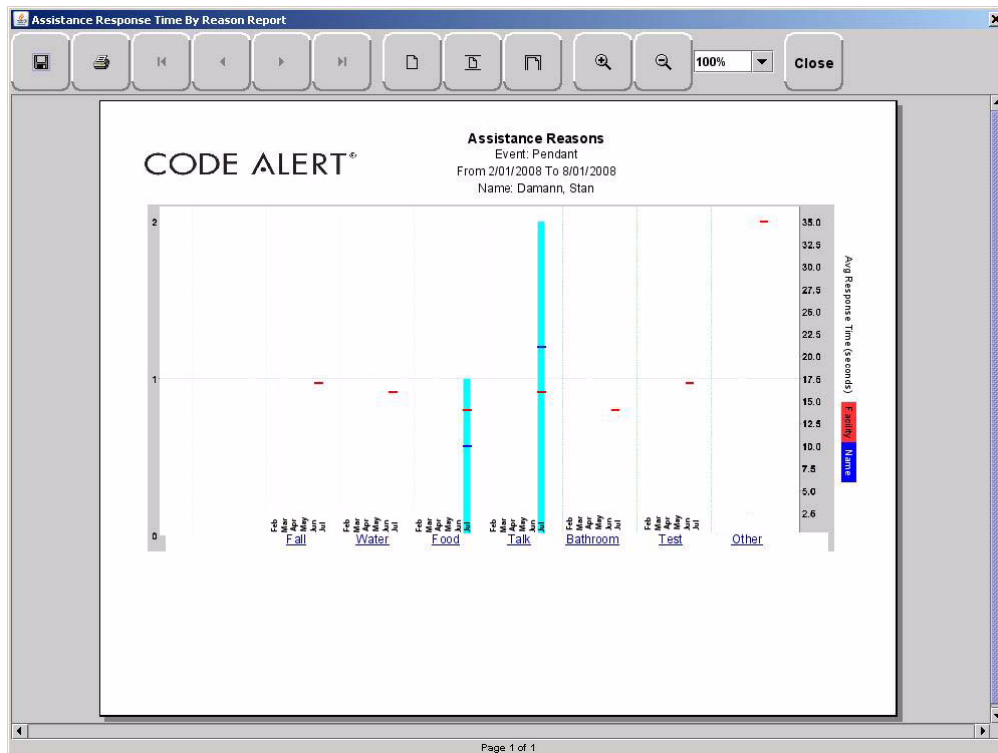 Assistance Response Time By Reason Report
100%
Close
CODE ALERT®
Assistance Reasons
Event: Pendant
From 2/01/2008 To 8/01/2008
Name: Damann, Stan
2
1
0
35.0
32.5
30.0
27.5
25.0
22.5
20.0
17.5
15.0
12.5
10.0
7.5
5.0
2.5
Avg Response Time (seconds) Facility Name
Feb Mar Apr May Jun Jul
Feb Mar Apr May Jun Jul
Feb Mar Apr May Jun Jul
Feb Mar Apr May Jun Jul
Feb Mar Apr May Jun Jul
Feb Mar Apr May Jun Jul
Fall Water Food Talk Bathroom Test Other
Page 1 of 1